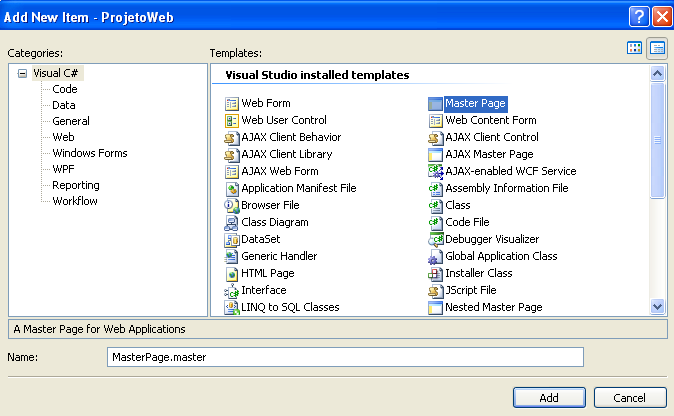 Add New Item - ProjetoWeb
Categories:
Templates:
Visual C#
Code
Data
General
Web
Windows Forms
WPF
Reporting
Workflow
Visual Studio installed templates
Web Form
Master Page
Web User Control
Web Content Form
AJAX Client Behavior
AJAX Client Control
AJAX Client Library
AJAX Master Page
AJAX Web Form
AJAX-enabled WCF Service
Application Manifest File
Assembly Information File
Browser File
Class
Class Diagram
Code File
DataSet
Debugger Visualizer
Generic Handler
Global Application Class
HTML Page
Installer Class
Interface
JScript File
LINQ to SQL Classes
Nested Master Page
A Master Page for Web Applications
Name:
MasterPage.master
Add
Cancel